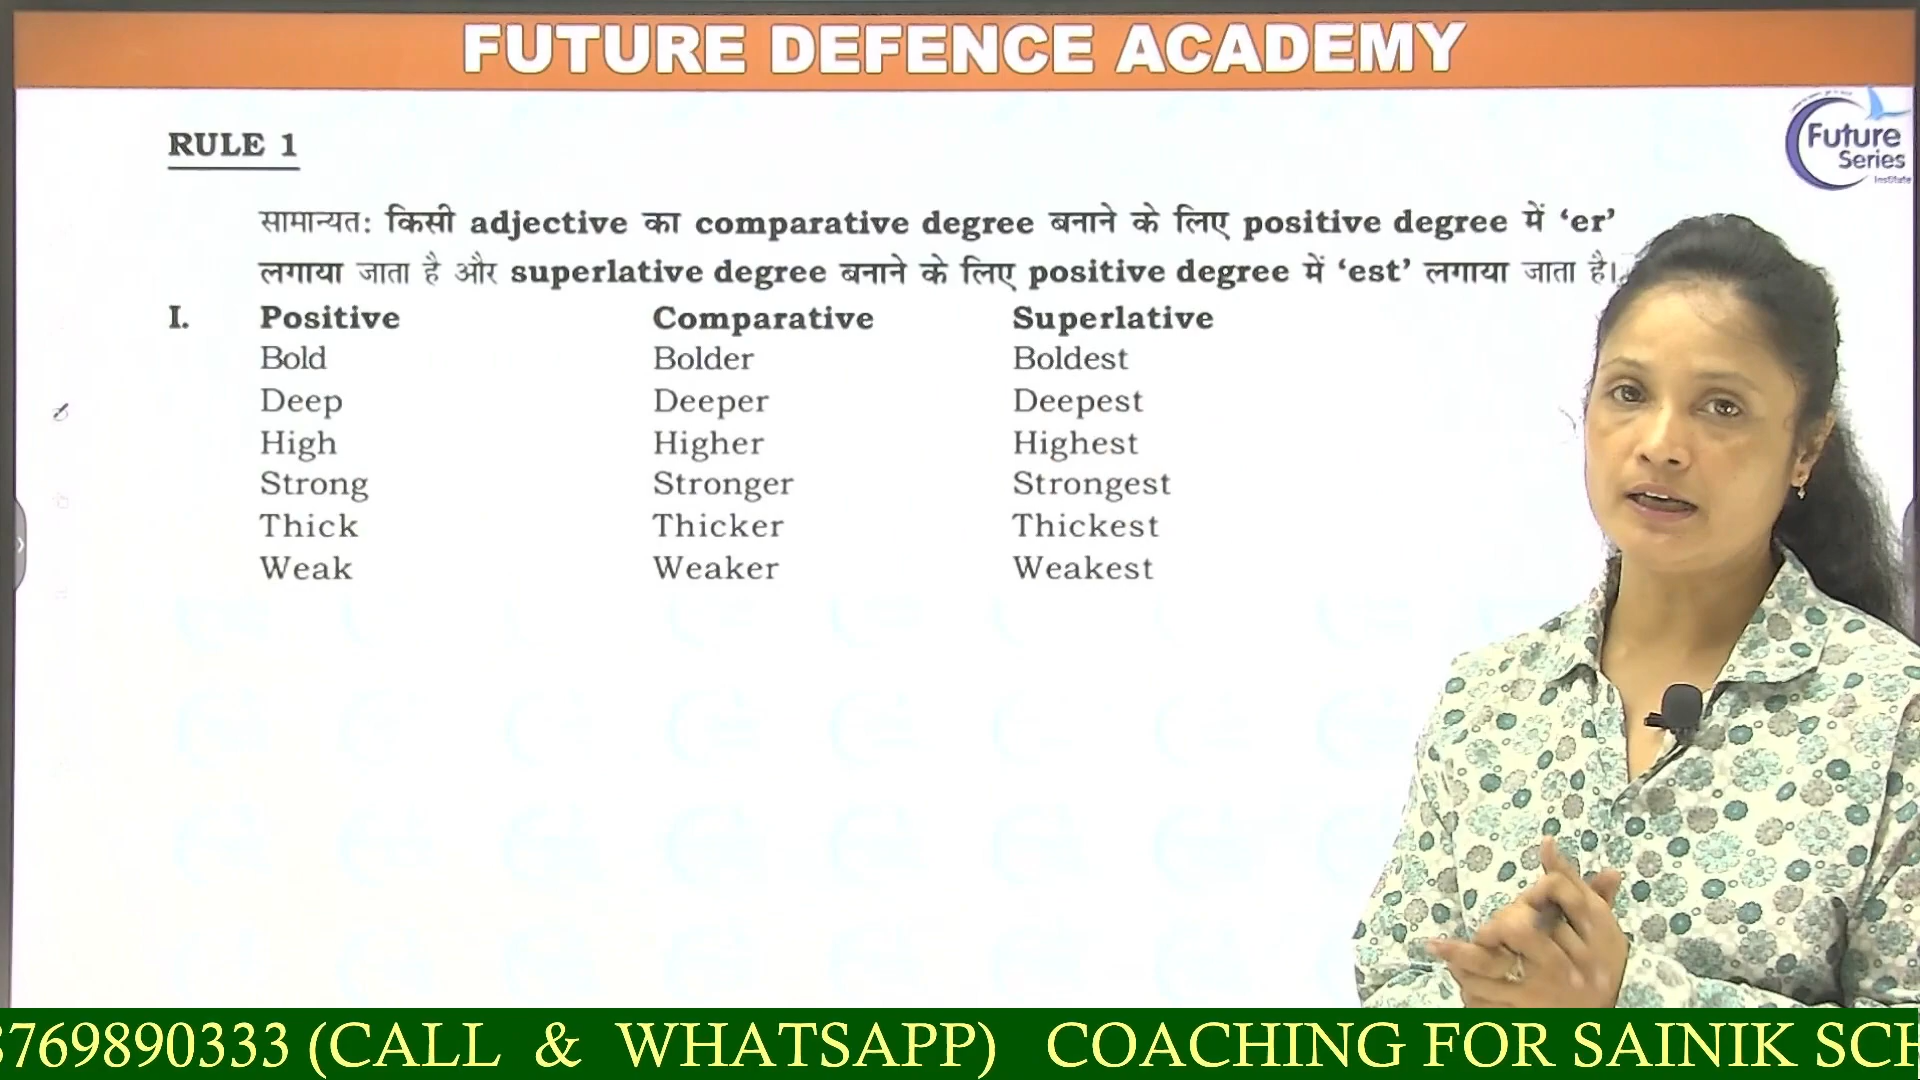 FUTURE DEFENCE ACADEMY
Future
Series
Institute
RULE 1
सामान्यत: किसी adjective का comparative degree बनाने के लिए positive degree में ‘er’
लगाया जाता है और superlative degree बनाने के लिए positive degree में ‘est’ लगाया जाता है।
I. Positive Comparative Superlative
Bold Bolder Boldest
Deep Deeper Deepest
High Higher Highest
Strong Stronger Strongest
Thick Thicker Thickest
Weak Weaker Weakest
8769890333 (CALL & WHATSAPP) COACHING FOR SAINIK SCH